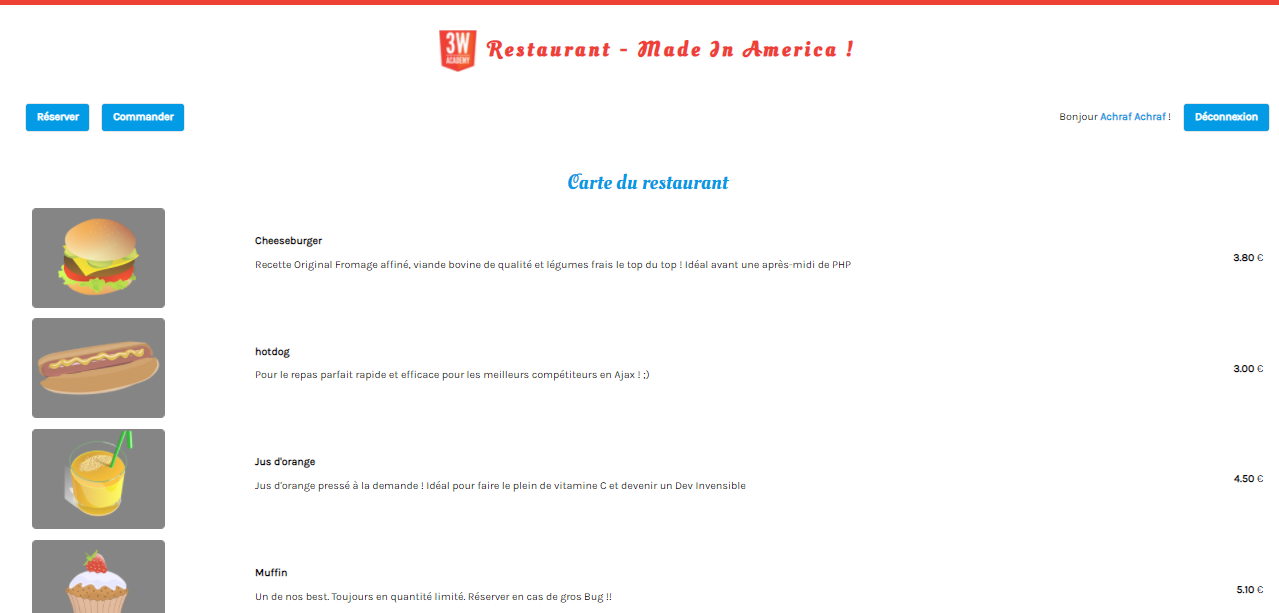 3W ACADEMY Restaurant - Made In America !
Réserver Commander Bonjour Achraf Achraf ! Déconnexion
Carte du restaurant
Cheeseburger
Recette Original Fromage affiné, viande bovine de qualité et légumes frais le top du top ! Idéal avant une après-midi de PHP
3.80 €
hotdog
Pour le repas parfait rapide et efficace pour les meilleurs compétiteurs en Ajax ! ;)
3.00 €
Jus d'orange
Jus d'orange pressé à la demande ! Idéal pour faire le plein de vitamine C et devenir un Dev Invensible
4.50 €
Muffin
Un de nos best. Toujours en quantité limité. Réserver en cas de gros Bug !!
5.10 €